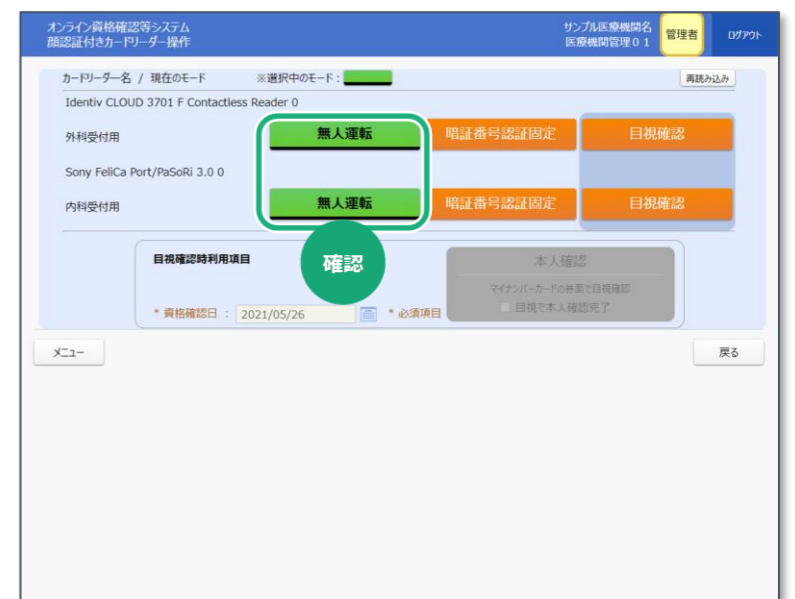 オンライン資格確認等システム
顔認証付きカードリーダー操作
サンプル医療機関名
医療機関管理01
管理者
ログアウト
カードリーダー名 / 現在のモード
※選択中のモード：
再読み込み
Identiv CLOUD 3701 F Contactless Reader 0
外科受付用
無人運転
暗証番号認証固定
目視確認
Sony FeliCa Port/PaSoRi 3.0 0
内科受付用
無人運転
暗証番号認証固定
目視確認
目視確認時利用項目
確認
本人確認
マイナンバーカードの券面で目視確認
目視で本人確認完了
* 資格確認日 ： 2021/05/26
* 必須項目
メニュー
戻る